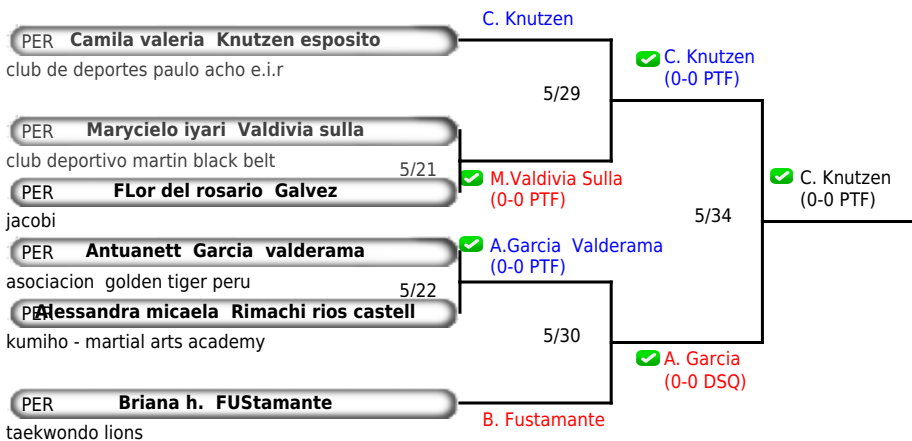 C. Knutzen
PER Camila valeria Knutzen esposito
club de deportes paulo acho e.i.r
C. Knutzen
(0-0 PTF)
5/29
PER Marycielo iyari Valdivia sulla
club deportivo martin black belt
5/21
M.Valdivia Sulla
(0-0 PTF)
PER FLor del rosario Galvez
jacobi
C. Knutzen
(0-0 PTF)
5/34
PER Antuanett Garcia valderama
asociacion golden tiger peru
A.Garcia Valderama
(0-0 PTF)
5/22
PER Alessandra micaela Rimachi rios castell
kumiho - martial arts academy
5/30
A. Garcia
(0-0 DSQ)
PER Briana h. FUStamante
taekwondo lions
B. Fustamante